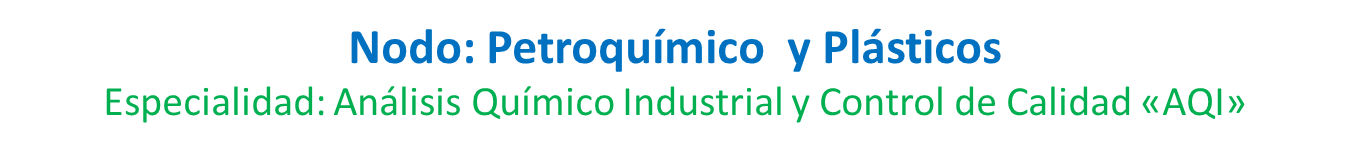 Nodo: Petroquímico y Plásticos
Especialidad: Análisis Químico Industrial y Control de Calidad «AQI»